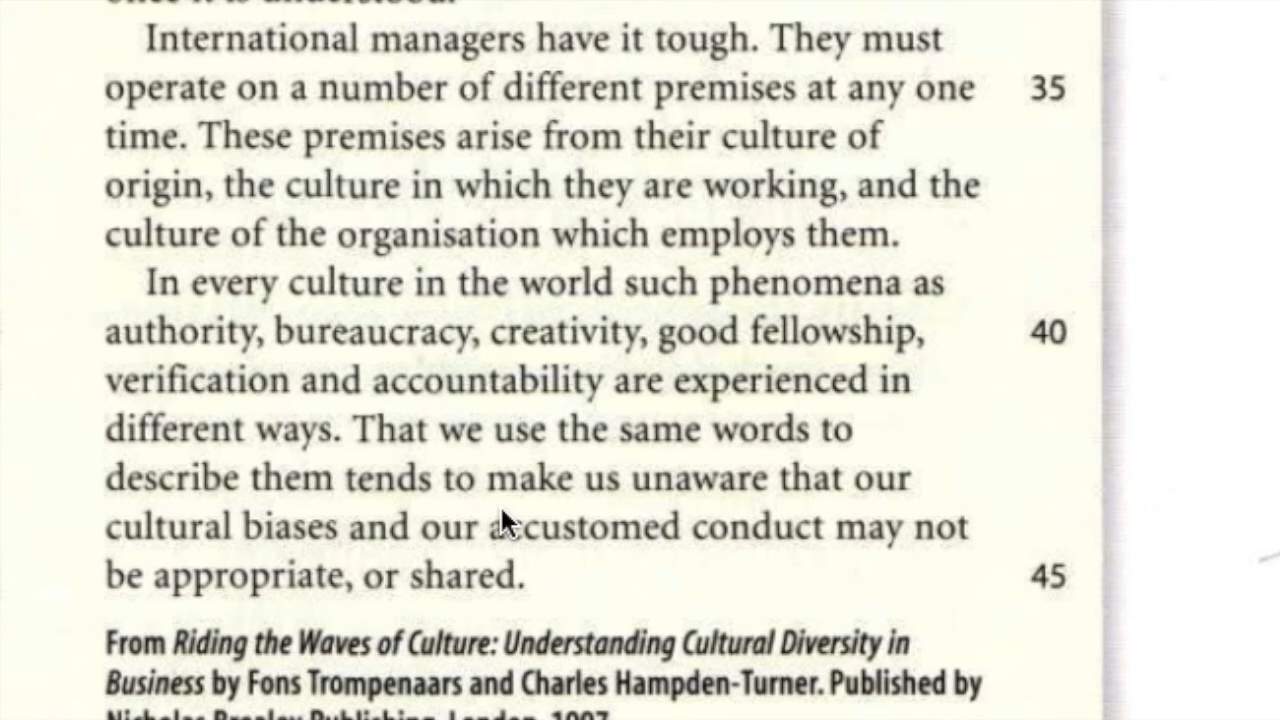 International managers have it tough. They must
operate on a number of different premises at any one 35
time. These premises arise from their culture of
origin, the culture in which they are working, and the
culture of the organisation which employs them.
In every culture in the world such phenomena as
authority, bureaucracy, creativity, good fellowship, 40
verification and accountability are experienced in
different ways. That we use the same words to
describe them tends to make us unaware that our
cultural biases and our accustomed conduct may not
be appropriate, or shared. 45
From Riding the Waves of Culture: Understanding Cultural Diversity in
Business by Fons Trompenaars and Charles Hampden-Turner. Published by